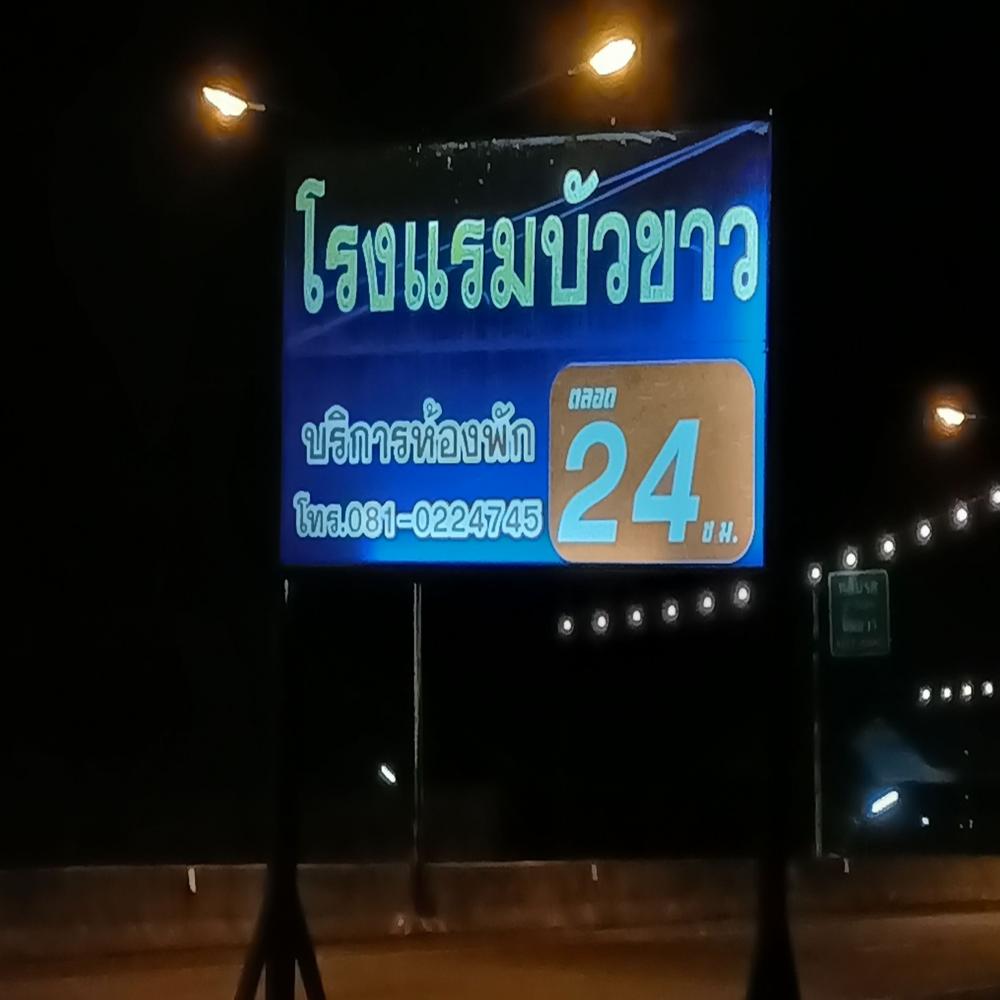 โรงแรมบัวขาว
บริการห้องพัก
โทร.081-0224745
ตลอด
24
ชม.